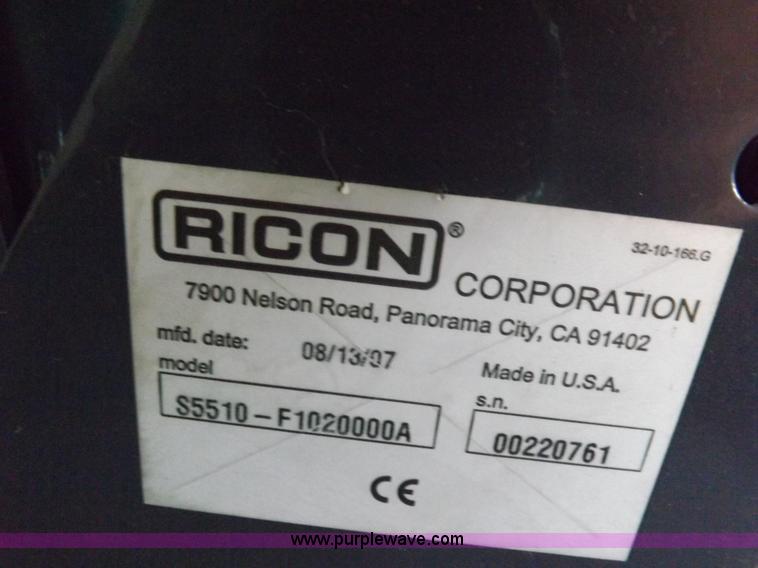 RICON®
32-10-166.G
CORPORATION
7900 Nelson Road, Panorama City, CA 91402
mfd. date: 08/13/07
Made in U.S.A.
model
s.n.
S5510-F1020000A
00220761
CE
www.purplewave.com